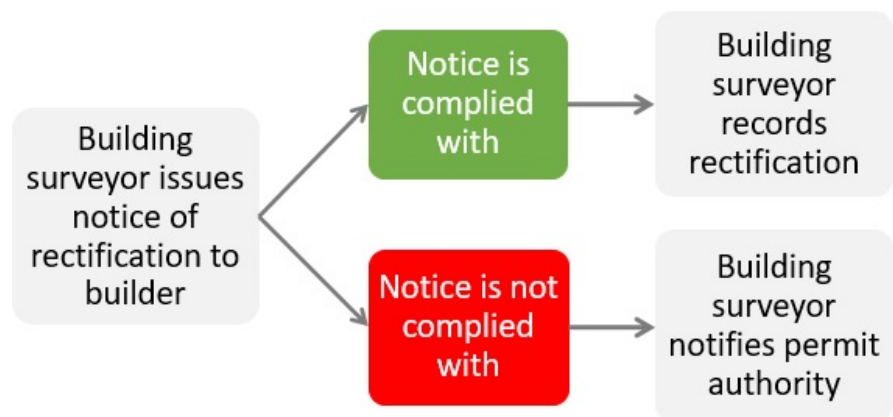 Building
surveyor issues
notice of
rectification to
builder
Notice is
complied
with
Building
surveyor
records
rectification
Notice is not
complied
with
Building
surveyor
notifies permit
authority